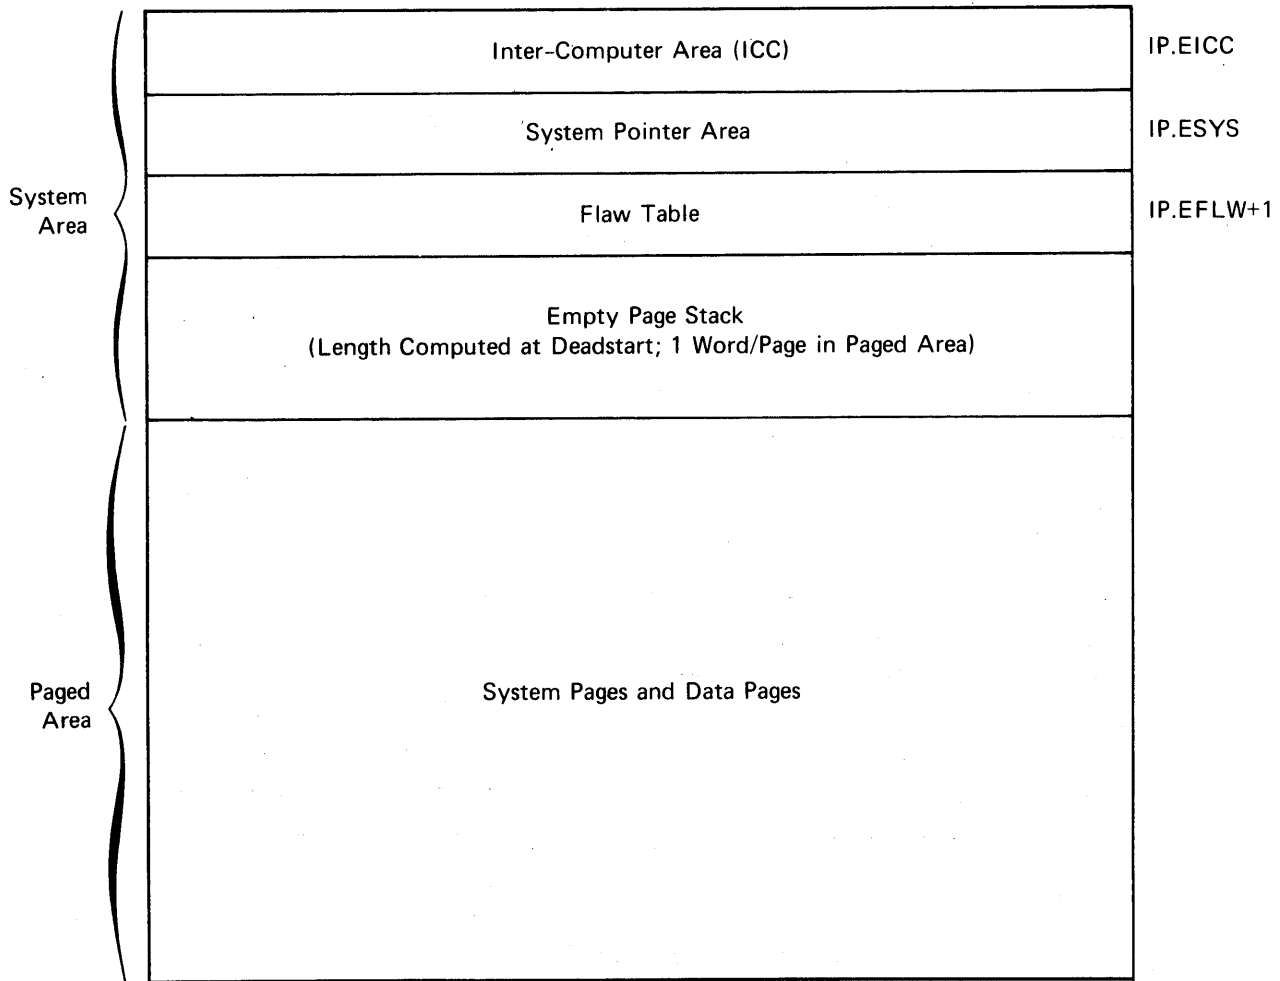 Inter-Computer Area (ICC)
IP.EICC
System Pointer Area
IP.ESYS
System
Area
Flaw Table
IP.EFLW+1
Empty Page Stack
(Length Computed at Deadstart; 1 Word/Page in Paged Area)
Paged
Area
System Pages and Data Pages